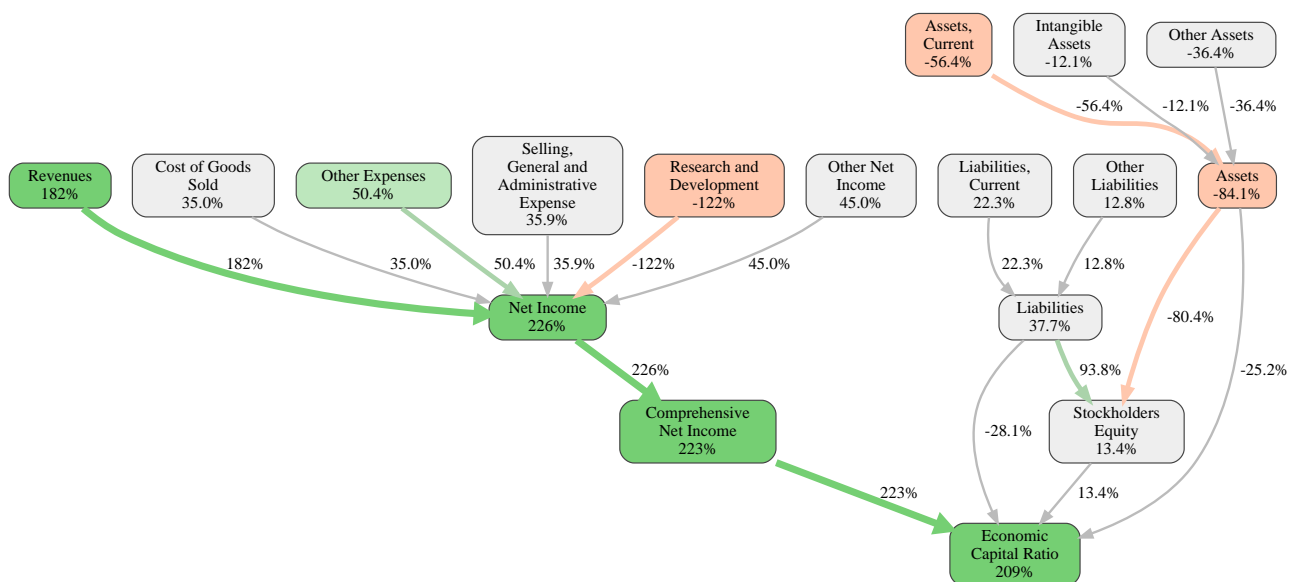 Assets,
Current
-56.4%
Intangible
Assets
-12.1%
Other Assets
-36.4%
-56.4%
-12.1%
-36.4%
Revenues
182%
Cost of Goods
Sold
35.0%
Other Expenses
50.4%
Selling,
General and
Administrative
Expense
35.9%
Research and
Development
-122%
Other Net
Income
45.0%
Liabilities,
Current
22.3%
Other
Liabilities
12.8%
Assets
-84.1%
182%
35.0%
50.4%
35.9%
-122%
45.0%
22.3%
12.8%
Net Income
226%
Liabilities
37.7%
-80.4%
226%
93.8%
-25.2%
Comprehensive
Net Income
223%
-28.1%
Stockholders
Equity
13.4%
223%
13.4%
Economic
Capital Ratio
209%